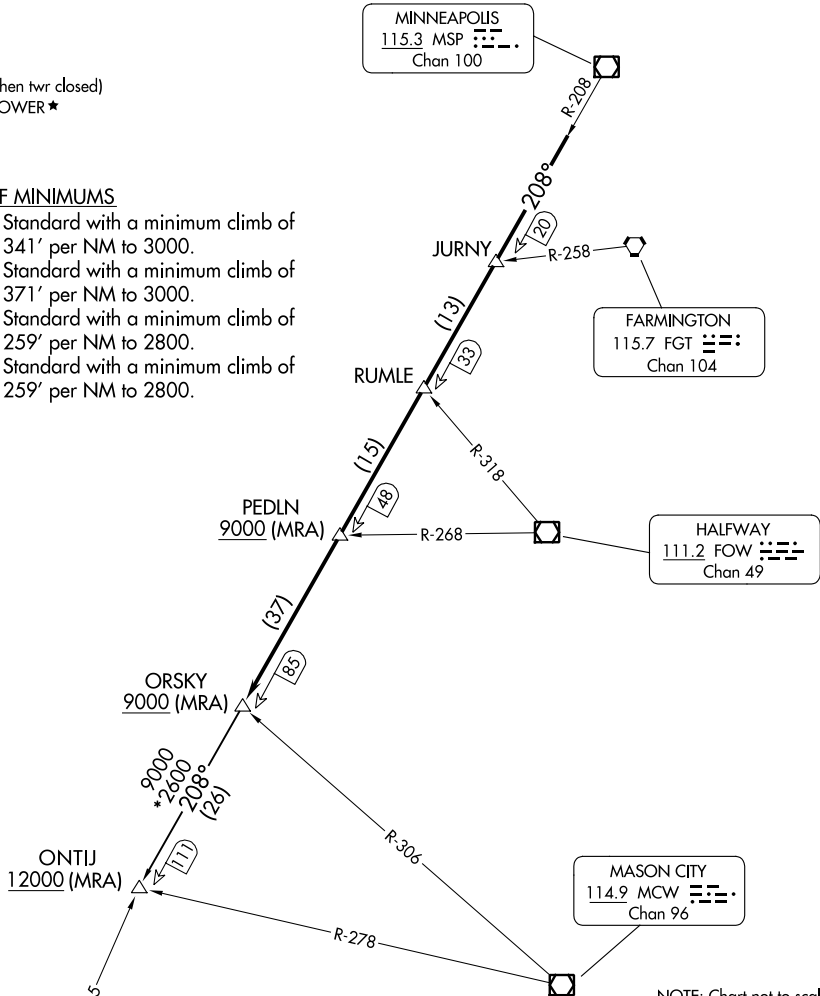 MINNEAPOLIS
115.3 MSP
Chan 100
hen twr closed)
OWER ★
R-208
208°
F MINIMUMS
Standard with a minimum climb of
341' per NM to 3000.
Standard with a minimum climb of
371' per NM to 3000.
Standard with a minimum climb of
259' per NM to 2800.
Standard with a minimum climb of
259' per NM to 2800.
20
JURNY
R-258
FARMINGTON
115.7 FGT
Chan 104
(13)
33
RUMLE
(15)
R-318
48
PEDLN
9000 (MRA)
R-268
HALFWAY
111.2 FOW
Chan 49
(37)
85
ORSKY
9000 (MRA)
9000
*2600
208°
(26)
R-306
111
ONTIJ
12000 (MRA)
MASON CITY
114.9 MCW
Chan 96
R-278
5
NOTE: Chart not to scal